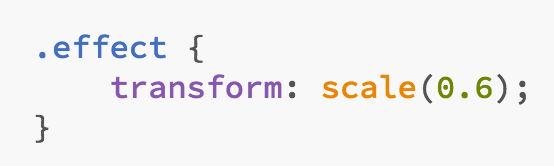 .effect {
    transform: scale(0.6);
}